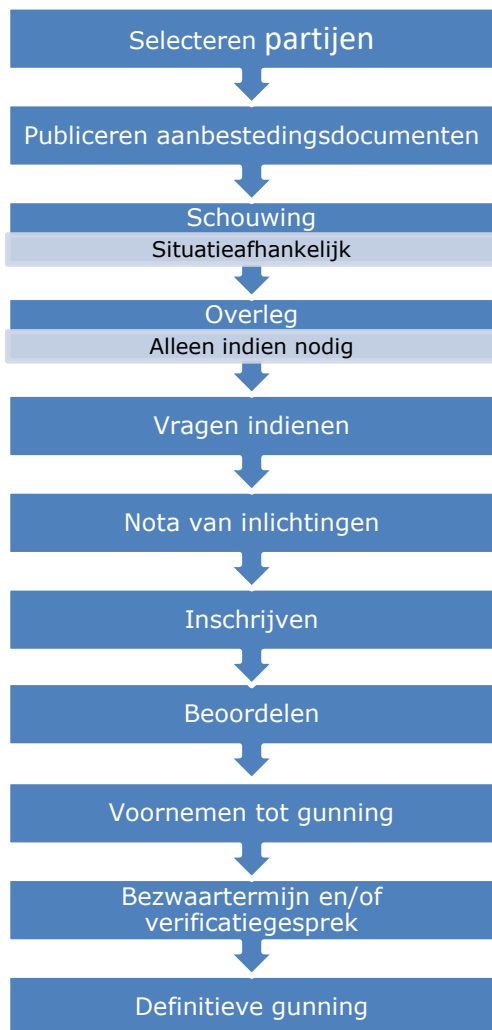 Selecteren partijen
Publiceren aanbestedingsdocumenten
Schouwing
Situatieafhankelijk
Overleg
Alleen indien nodig
Vragen indienen
Nota van inlichtingen
Inschrijven
Beoordelen
Voornemen tot gunning
Bezwaartermijn en/of
verificatiegesprek
Definitieve gunning